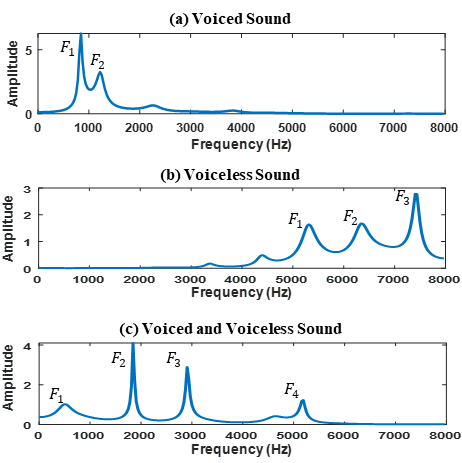 (a) Voiced Sound
Amplitude
5
0
F1
F2
0 1000 2000 3000 4000 5000 6000 7000 8000
Frequency (Hz)
(b) Voiceless Sound
Amplitude
3
2
1
0
F1
F2
F3
0 1000 2000 3000 4000 5000 6000 7000 8000
Frequency (Hz)
(c) Voiced and Voiceless Sound
Amplitude
4
2
0
F1
F2
F3
F4
0 1000 2000 3000 4000 5000 6000 7000 8000
Frequency (Hz)